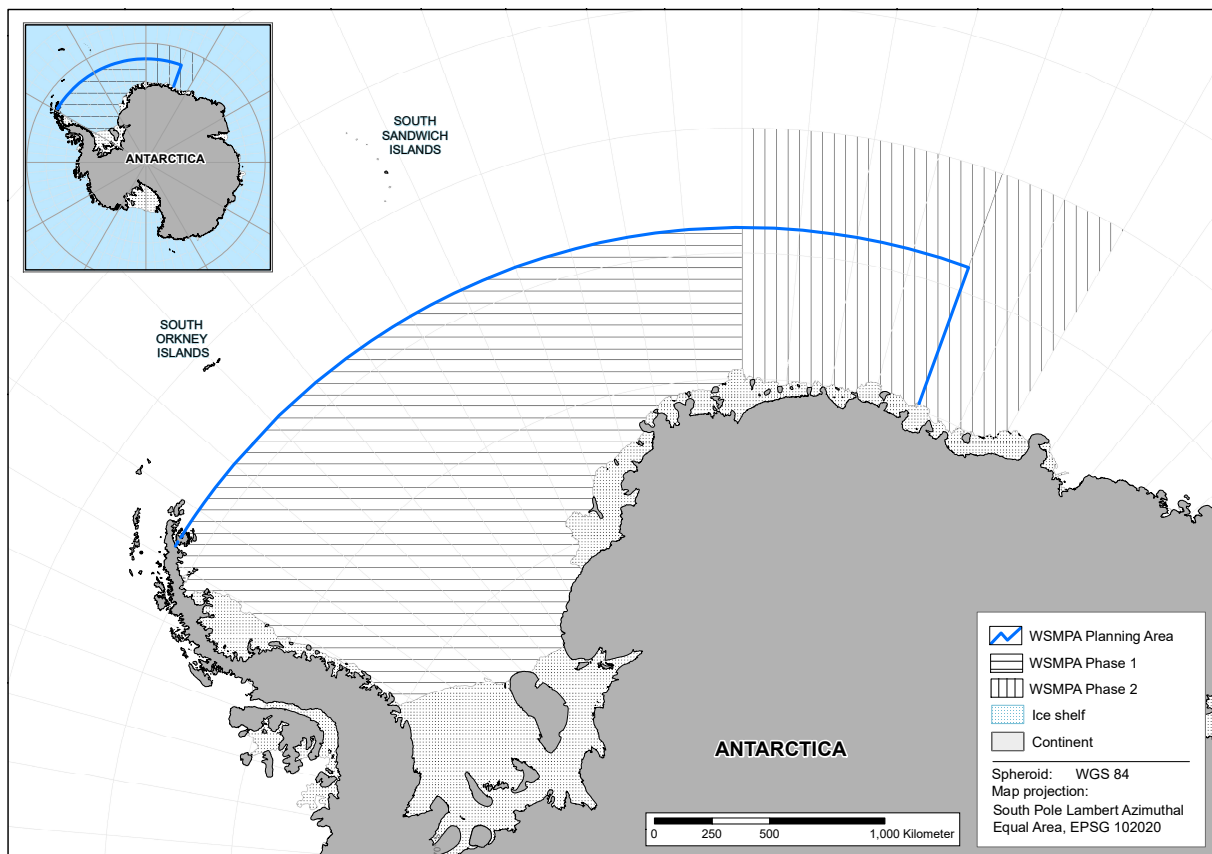 ANTARCTICA
SOUTH
SANDWICH
ISLANDS
SOUTH
ORKNEY
ISLANDS
ANTARCTICA
WSMPA Planning Area
WSMPA Phase 1
WSMPA Phase 2
Ice shelf
Continent
Spheroid: WGS 84
Map projection:
South Pole Lambert Azimuthal
Equal Area, EPSG 102020
0 250 500 1,000 Kilometer